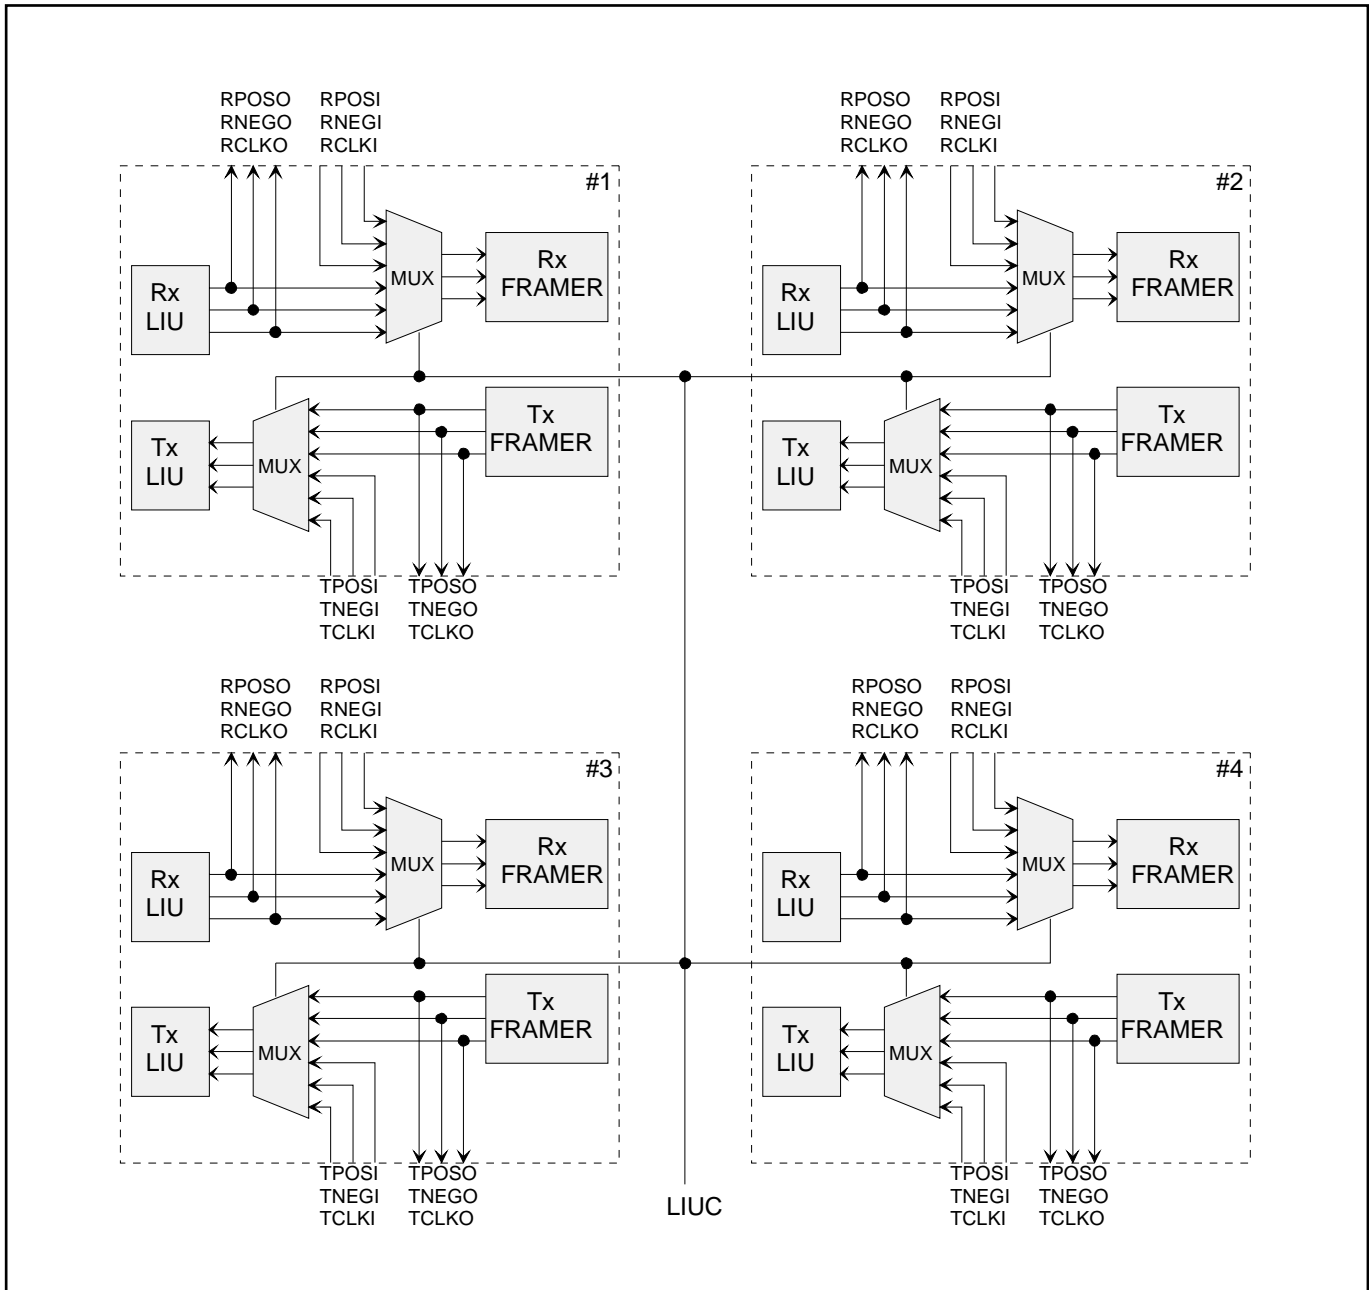 RPOSO RPOSI
RNEGO RNEGI
RCLKO RCLKI
#1
MUX
Rx
FRAMER
Rx
LIU
Tx
FRAMER
Tx
LIU
MUX
TPOSI TPOSO
TNEGI TNEGO
TCLKI TCLKO
RPOSO RPOSI
RNEGO RNEGI
RCLKO RCLKI
#2
MUX
Rx
FRAMER
Rx
LIU
Tx
FRAMER
Tx
LIU
MUX
TPOSI TPOSO
TNEGI TNEGO
TCLKI TCLKO
RPOSO RPOSI
RNEGO RNEGI
RCLKO RCLKI
#3
MUX
Rx
FRAMER
Rx
LIU
Tx
FRAMER
Tx
LIU
MUX
TPOSI TPOSO
TNEGI TNEGO
TCLKI TCLKO
RPOSO RPOSI
RNEGO RNEGI
RCLKO RCLKI
#4
MUX
Rx
FRAMER
Rx
LIU
Tx
FRAMER
Tx
LIU
MUX
TPOSI TPOSO
TNEGI TNEGO
TCLKI TCLKO
LIUC